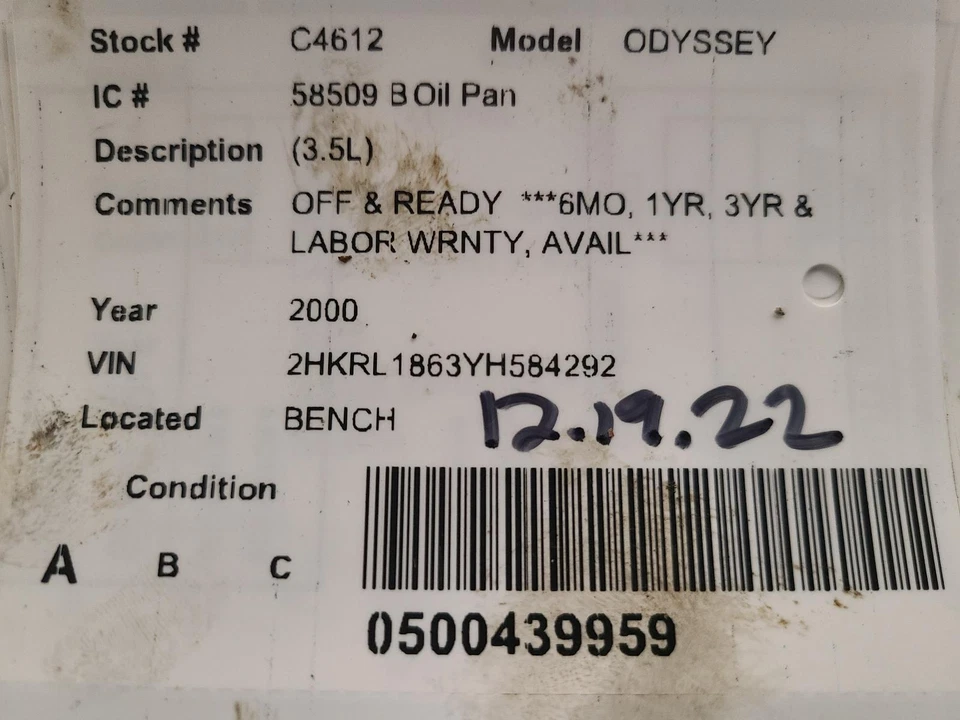 Stock # C4612 Model ODYSSEY
IC # 58509 B Oil Pan
Description (3.5L)
Comments OFF & READY ***6MO, 1YR, 3YR &
LABOR WRNTY, AVAIL***
Year 2000
VIN 2HKRL1863YH584292
Located BENCH 12.19.22
Condition
A B C
0500439959